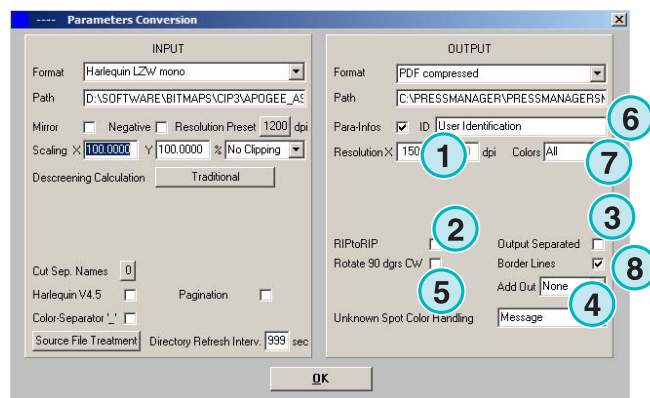 ---- Parameters Conversion
INPUT
Format Harlequin LZW mono
Path D:\SOFTWARE\BITMAPS\CIP3\APOGEE_AS
Mirror Negative Resolution Preset 1200 dpi
Scaling X 100.0000 Y 100.0000 % No Clipping
Descreening Calculation Traditional
Cut Sep. Names 0
Harlequin V4.5 Pagination
Color-Separator '_'
Source File Treatment Directory Refresh Interv. 999 sec
OUTPUT
Format PDF compressed
Path C:\PRESSMANAGER\PRESSMANAGERSM
Para-Infos ID User Identification 6
Resolution X 150 1 dpi Colors All 7
3
RIPtoRIP 2 Output Separated
Rotate 90 dgrs CW Border Lines 8
5 Add Out None 4
Unknown Spot Color Handling Message
OK